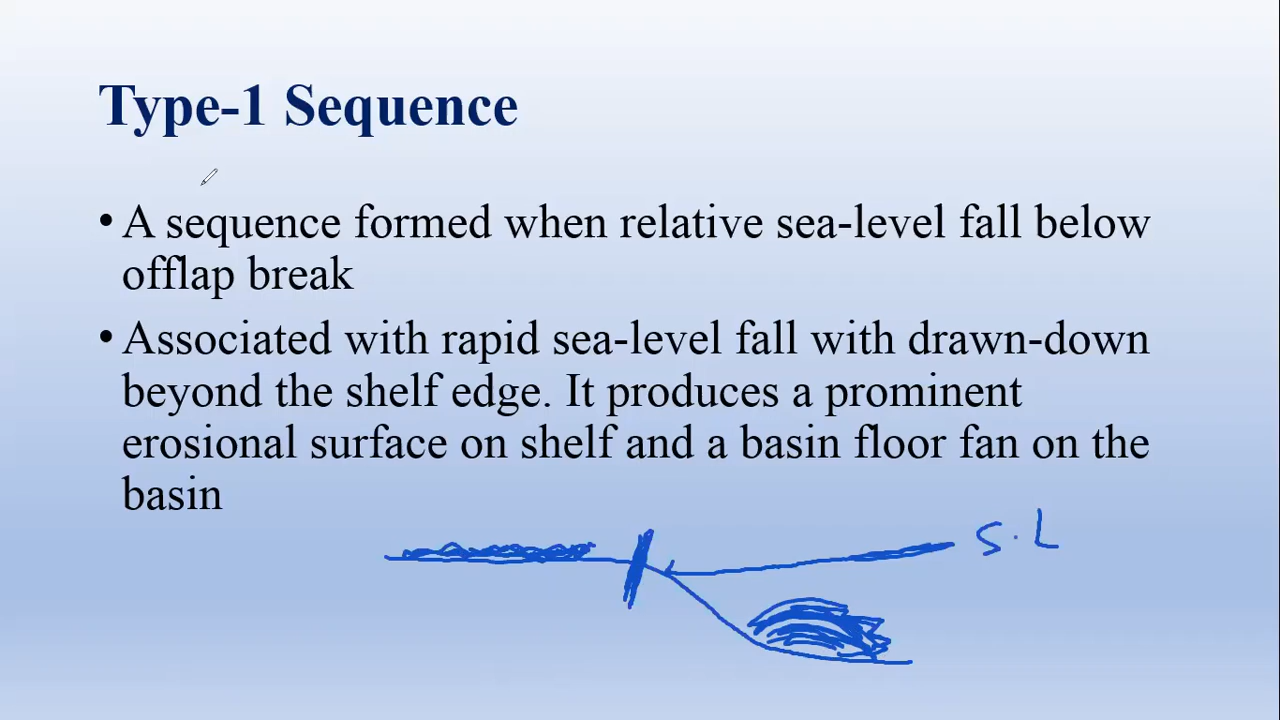 Type-1 Sequence
• A sequence formed when relative sea-level fall below
offlap break
• Associated with rapid sea-level fall with drawn-down
beyond the shelf edge. It produces a prominent
erosional surface on shelf and a basin floor fan on the
basin
S.L